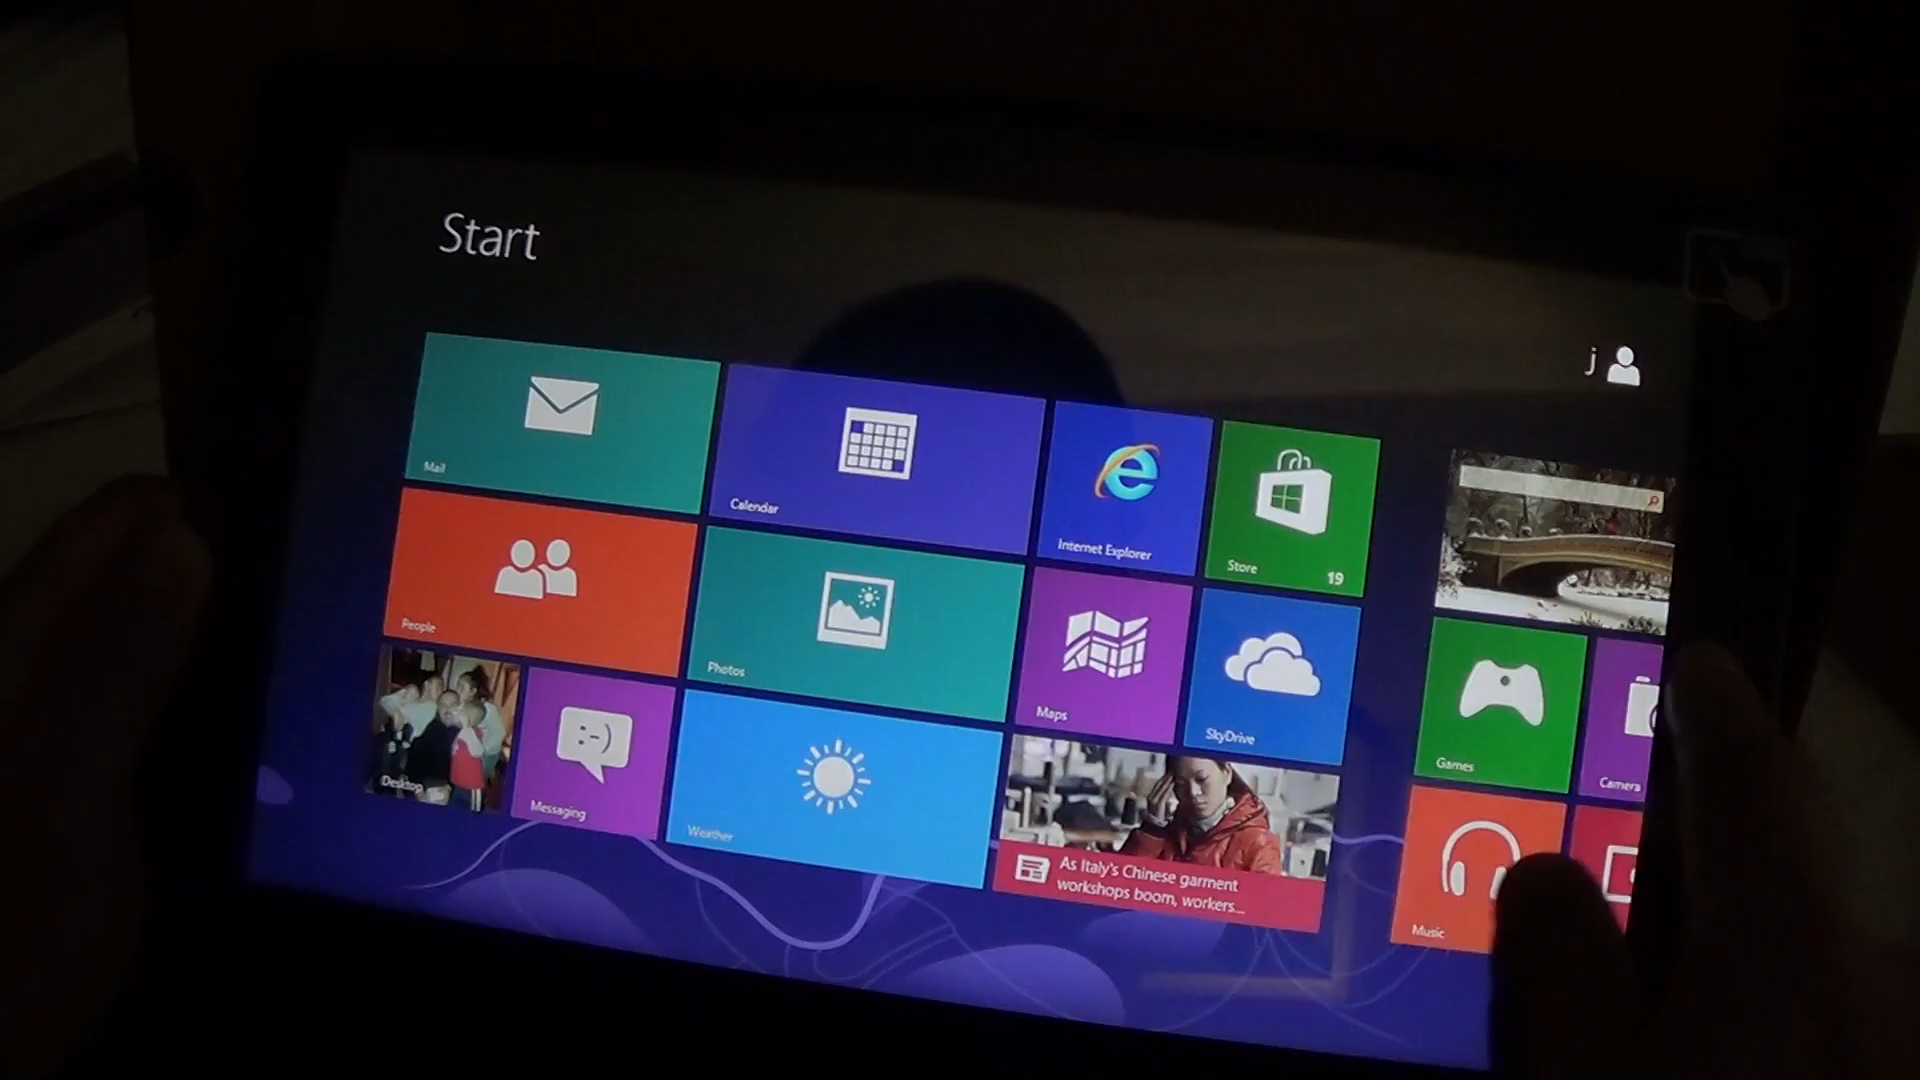 Start
j
Mail
Calendar
Internet Explorer
Store
19
People
Photos
Maps
SkyDrive
Games
Camera
Desktop
Messaging
:-)
Weather
As Italy's Chinese garment
workshops boom, workers...
Music